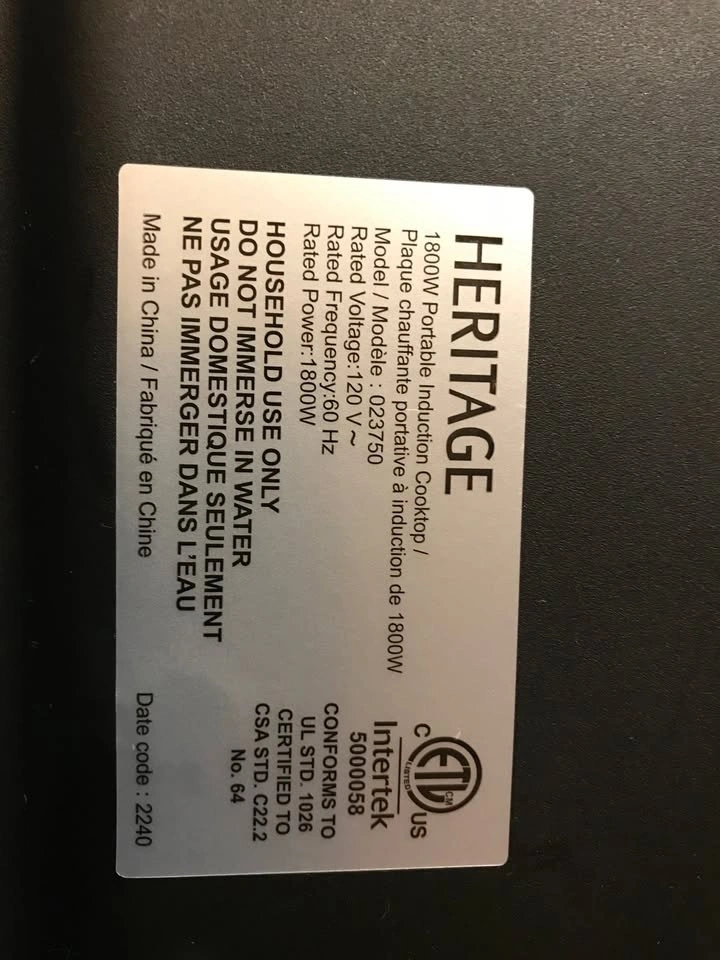 HERITAGE
1800W Portable Induction Cooktop /
Plaque chauffante portative à induction de 1800W
Model / Modèle : 023750
Rated Voltage:120 V ~
Rated Frequency:60 Hz
Rated Power:1800W
HOUSEHOLD USE ONLY
DO NOT IMMERSE IN WATER
USAGE DOMESTIQUE SEULEMENT
NE PAS IMMERGER DANS L'EAU
Made in China / Fabriqué en Chine
C ETL CM US
LISTED
Intertek
5000058
CONFORMS TO
UL STD. 1026
CERTIFIED TO
CSA STD. C22.2
No. 64
Date code : 2240